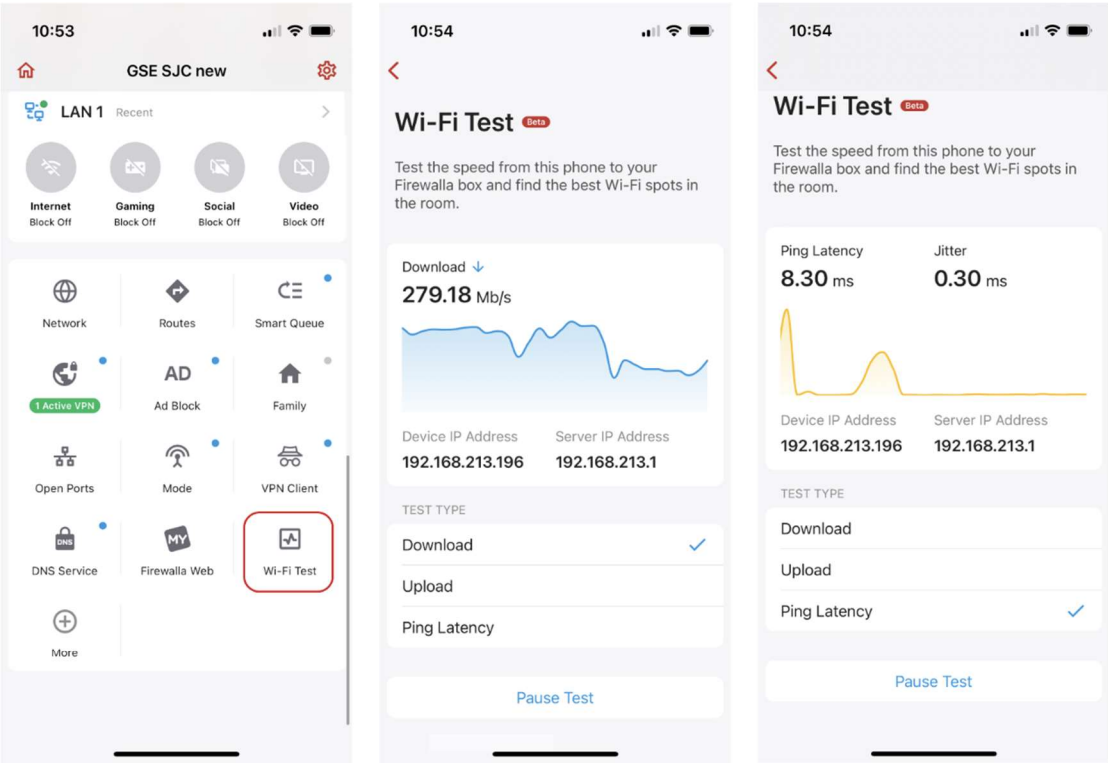 10:53
GSE SJC new
LAN 1 Recent
Internet
Block Off
Gaming
Block Off
Social
Block Off
Video
Block Off
Network
Routes
Smart Queue
1 Active VPN
AD
Ad Block
Family
Open Ports
Mode
VPN Client
DNS
DNS Service
MY
Firewalla Web
Wi-Fi Test
More
10:54
Wi-Fi Test Beta
Test the speed from this phone to your
Firewalla box and find the best Wi-Fi spots in
the room.
Download ↓
279.18 Mb/s
Device IP Address
192.168.213.196
Server IP Address
192.168.213.1
TEST TYPE
Download
Upload
Ping Latency
Pause Test
10:54
Wi-Fi Test Beta
Test the speed from this phone to your
Firewalla box and find the best Wi-Fi spots in
the room.
Ping Latency
8.30 ms
Jitter
0.30 ms
Device IP Address
192.168.213.196
Server IP Address
192.168.213.1
TEST TYPE
Download
Upload
Ping Latency
Pause Test